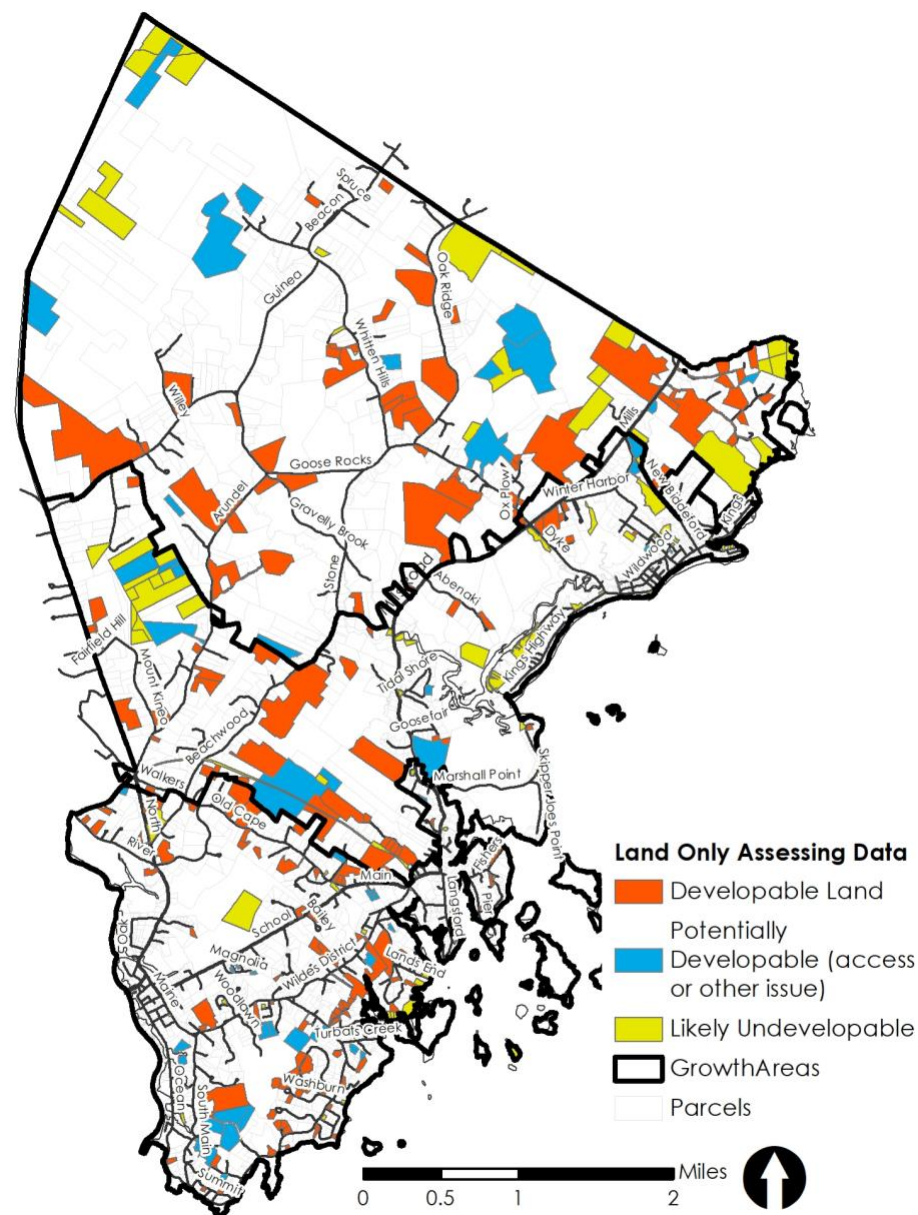 Spruce
Beacon
Oak Ridge
Guinea
Whitten Hills
Willey
Mills
Goose Rocks
Ox Plow
Winter Harbor
New Biddeford
Kings
Arundel
Gravelly Brook
Dyke
Wildwood
Stone
Land
Abenaki
Fairfield Hill
Kings Highway
Mount Kineo
Tidal Shore
Goosefair
Beachwood
Skipper Joes Point
Walkers
Marshall Point
North
Old Cape
River
Fishers
Main
Land Only Assessing Data
Developable Land
Potentially
Developable (access
or other issue)
Likely Undevelopable
GrowthAreas
Parcels
Langsford
Pier
School
Bailey
Oak
Magnolia
Wildes District
Lands End
Maine
Woodlawn
Turbats Creek
Washburn
Ocean
South Main
Summit
Miles
0 0.5 1 2